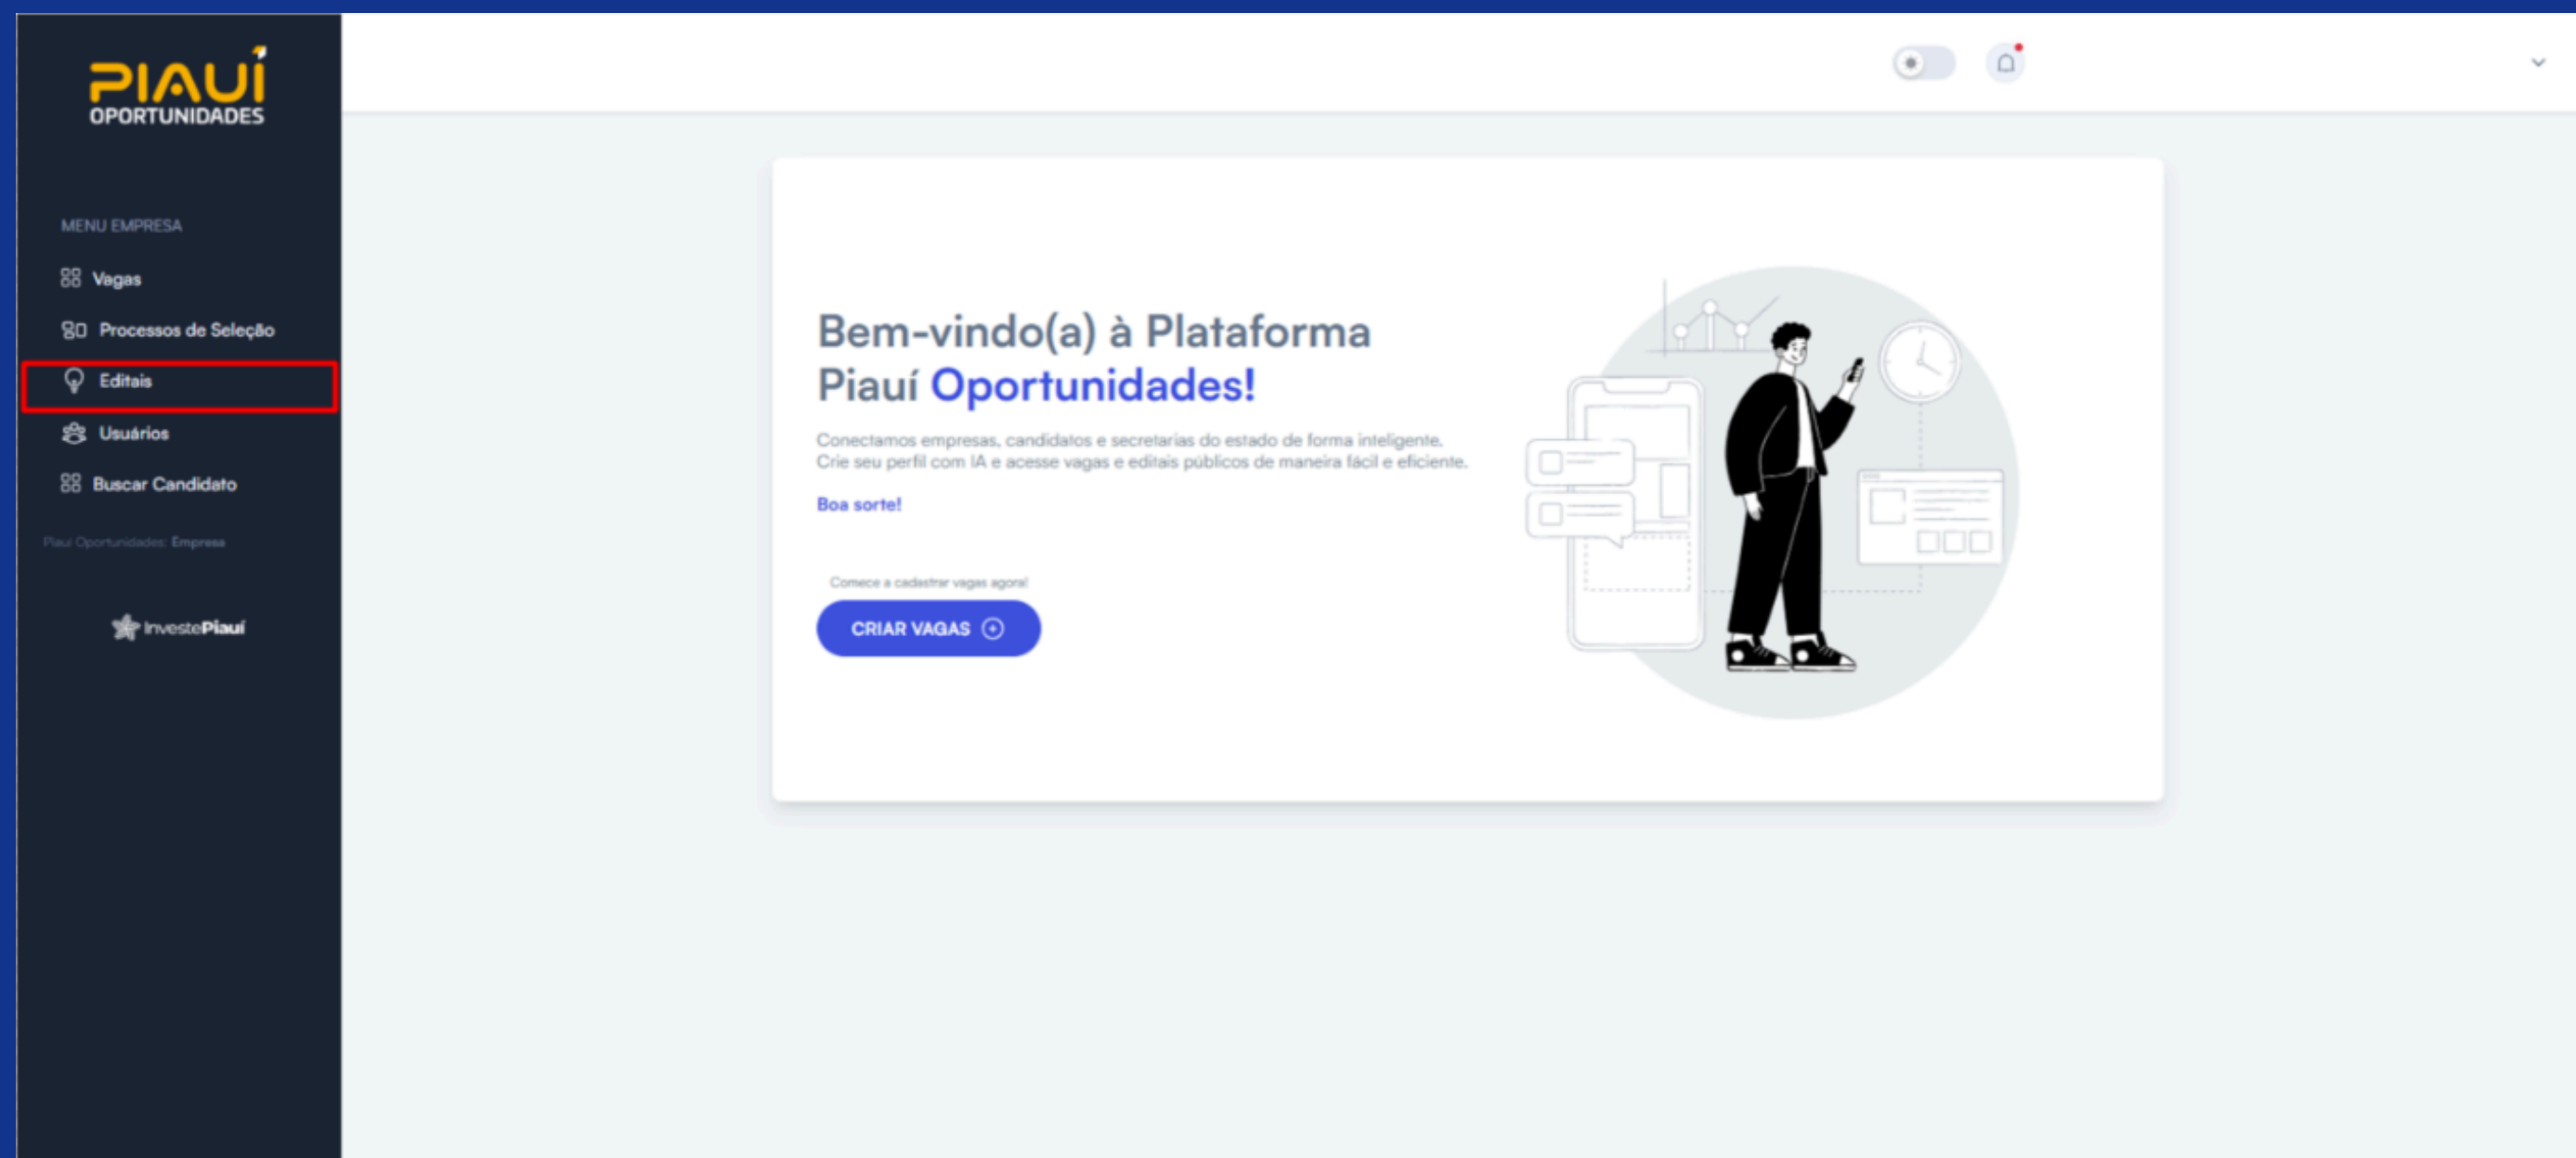 PIAUÍ
OPORTUNIDADES
MENU EMPRESA
Vagas
Processos de Seleção
Editais
Usuários
Buscar Candidato
Piauí Oportunidades: Empresa
InvestePiauí
Bem-vindo(a) à Plataforma
Piauí Oportunidades!
Conectamos empresas, candidatos e secretarias do estado de forma inteligente.
Crie seu perfil com IA e acesse vagas e editais públicos de maneira fácil e eficiente.
Boa sorte!
Comece a cadastrar vagas agora!
CRIAR VAGAS